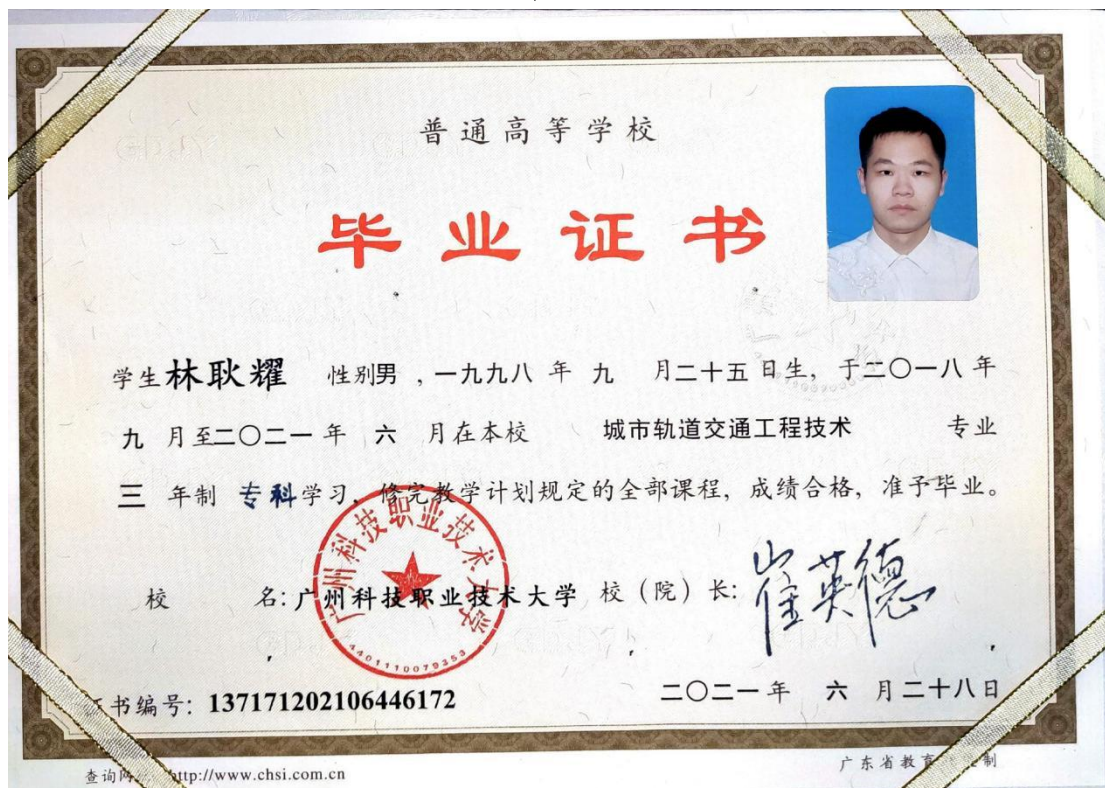 普通高等学校
毕业证书
学生林耿耀 性别男 ，一九九八 年 九 月二十五日生，于二〇一八 年
九 月至二〇二一 年 六 月在本校 城市轨道交通工程技术 专业
三 年制 专科学习，修完教学计划规定的全部课程，成绩合格，准予毕业。
校 名：广州科技职业技术大学 校（院）长：崔英德
广州科技职业技术大学
4401110079353
书编号：137171202106446172
二〇二一 年 六 月二十八日
查询网 http://www.chsi.com.cn
广东省教育 制